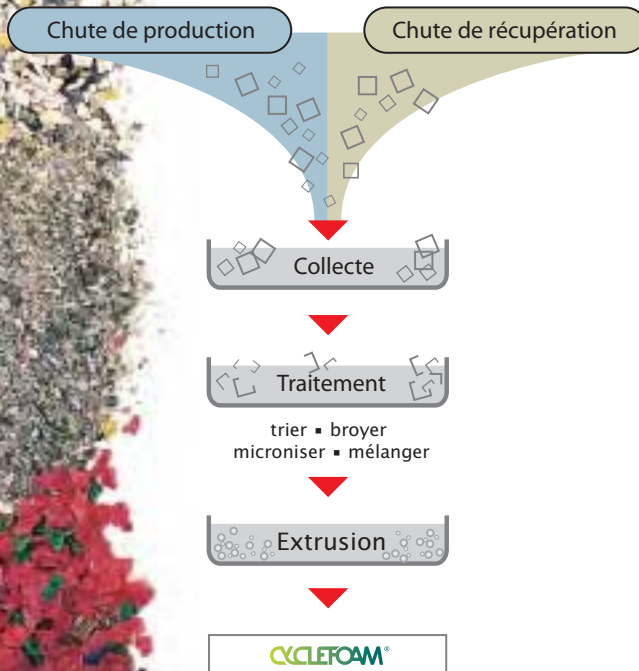 Chute de production
Chute de récupération
Collecte
Traitement
trier ▪ broyer
microniser ▪ mélanger
Extrusion
CYCLEFOAM®